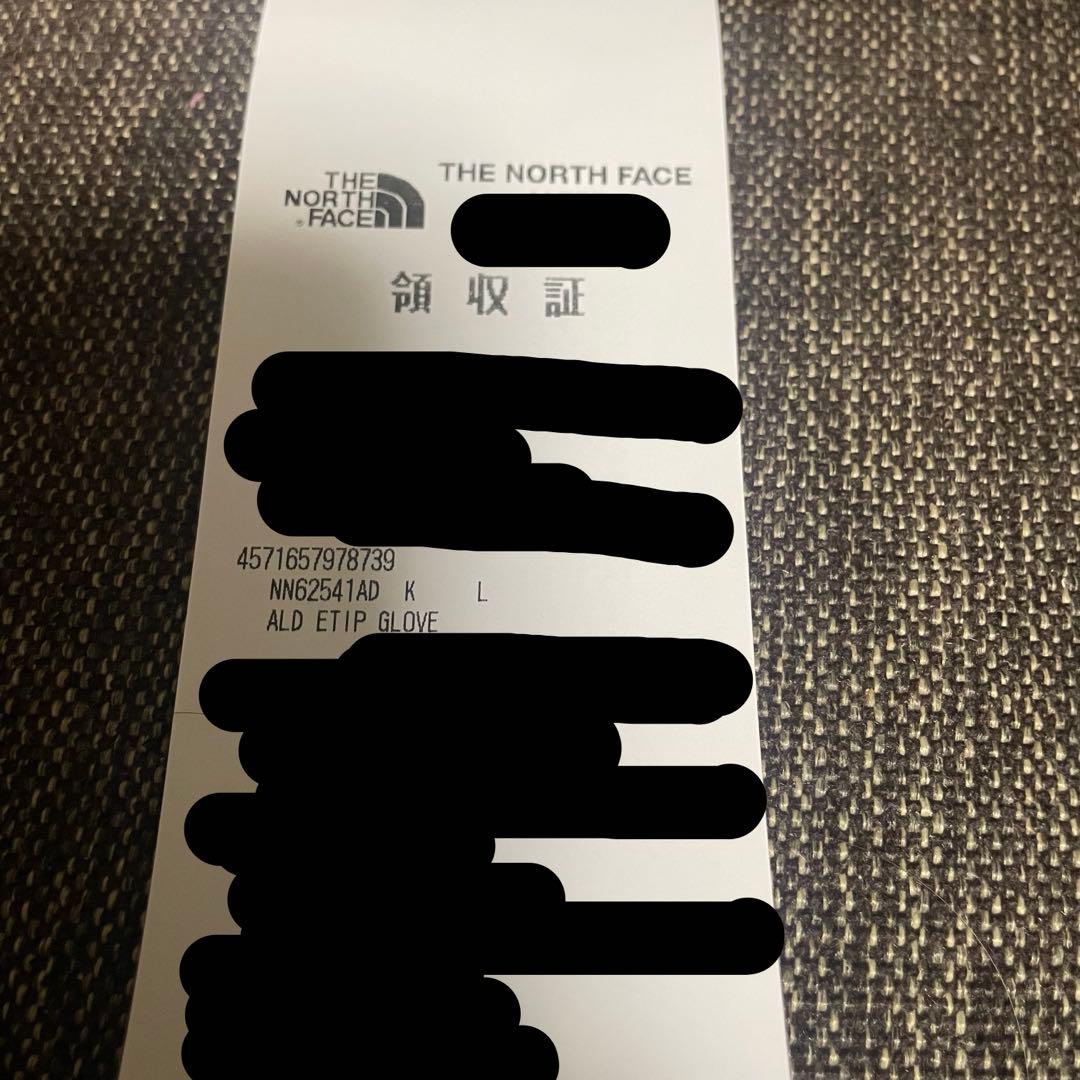 THE
NORTH
FACE
THE NORTH FACE
領収証
4571657978739
NN62541AD K L
ALD ETIP GLOVE